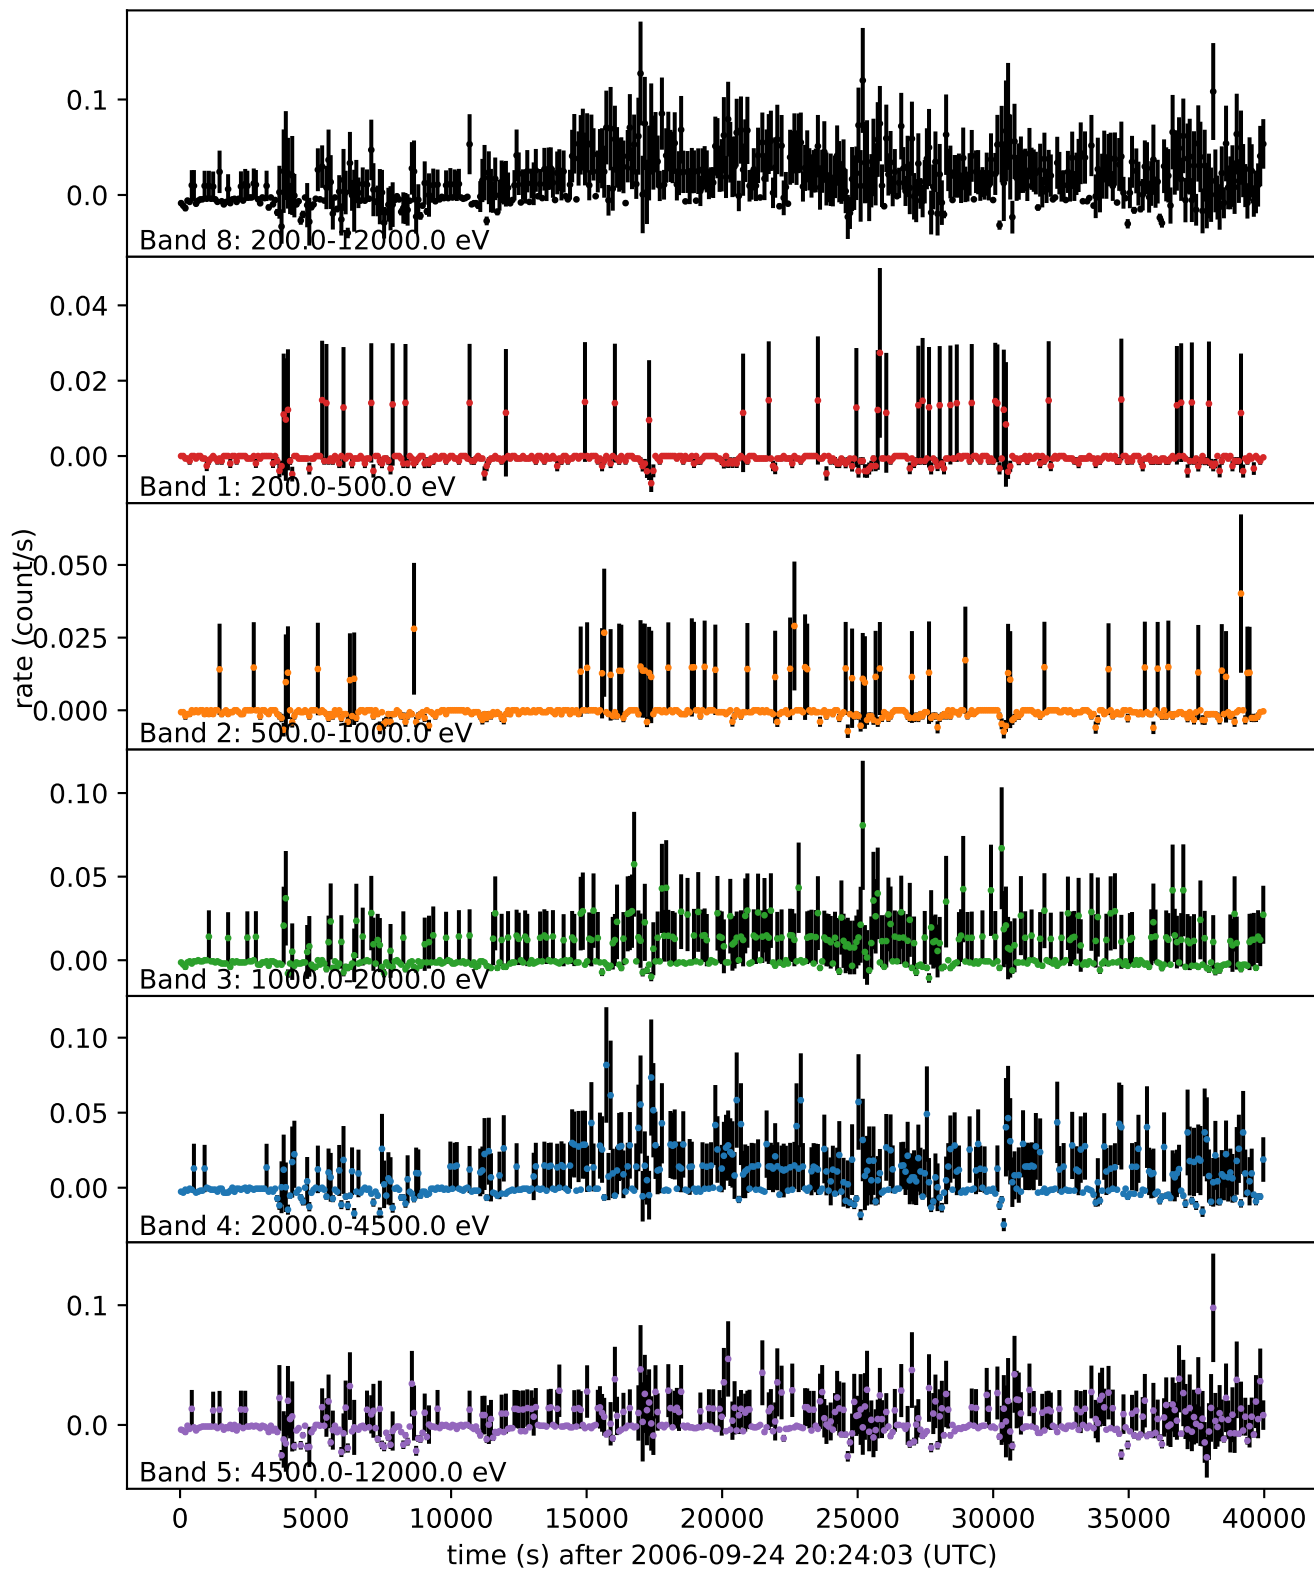 0.1
0.0
Band 8: 200.0-12000.0 eV
0.04
0.02
0.00
Band 1: 200.0-500.0 eV
rate (count/s)
0.050
0.025
0.000
Band 2: 500.0-1000.0 eV
0.10
0.05
0.00
Band 3: 1000.0-2000.0 eV
0.10
0.05
0.00
Band 4: 2000.0-4500.0 eV
0.1
0.0
Band 5: 4500.0-12000.0 eV
0 5000 10000 15000 20000 25000 30000 35000 40000
time (s) after 2006-09-24 20:24:03 (UTC)